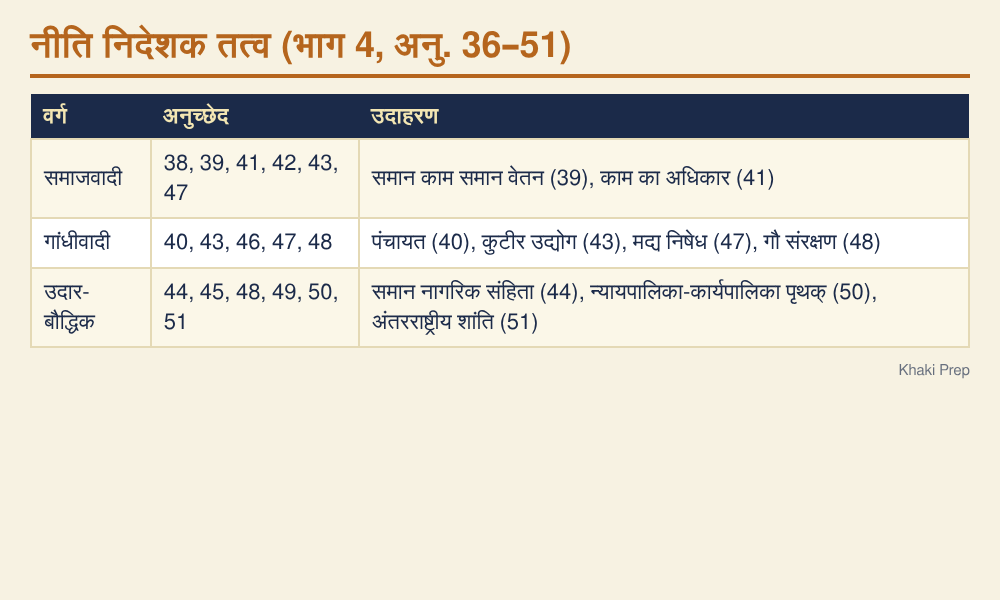 नीति निदेशक तत्व (भाग 4, अनु. 36–51)
वर्ग अनुच्छेद उदाहरण
समाजवादी 38, 39, 41, 42, 43, 47 समान काम समान वेतन (39), काम का अधिकार (41)
गांधीवादी 40, 43, 46, 47, 48 पंचायत (40), कुटीर उद्योग (43), मद्य निषेध (47), गौ संरक्षण (48)
उदार-बौद्धिक 44, 45, 48, 49, 50, 51 समान नागरिक संहिता (44), न्यायपालिका-कार्यपालिका पृथक् (50), अंतरराष्ट्रीय शांति (51)
Khaki Prep